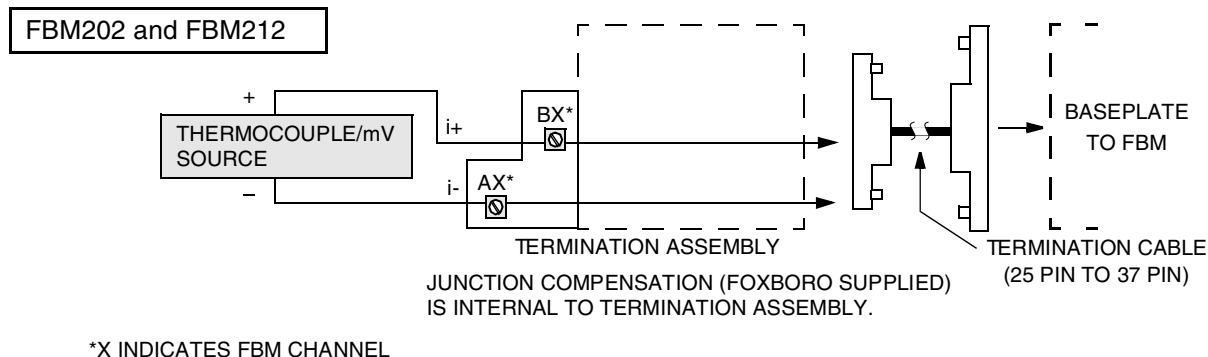 FBM202 and FBM212
+
THERMOCOUPLE/mV
SOURCE
–
i+
i-
BX*
AX*
TERMINATION ASSEMBLY
JUNCTION COMPENSATION (FOXBORO SUPPLIED)
IS INTERNAL TO TERMINATION ASSEMBLY.
BASEPLATE
TO FBM
TERMINATION CABLE
(25 PIN TO 37 PIN)
*X INDICATES FBM CHANNEL